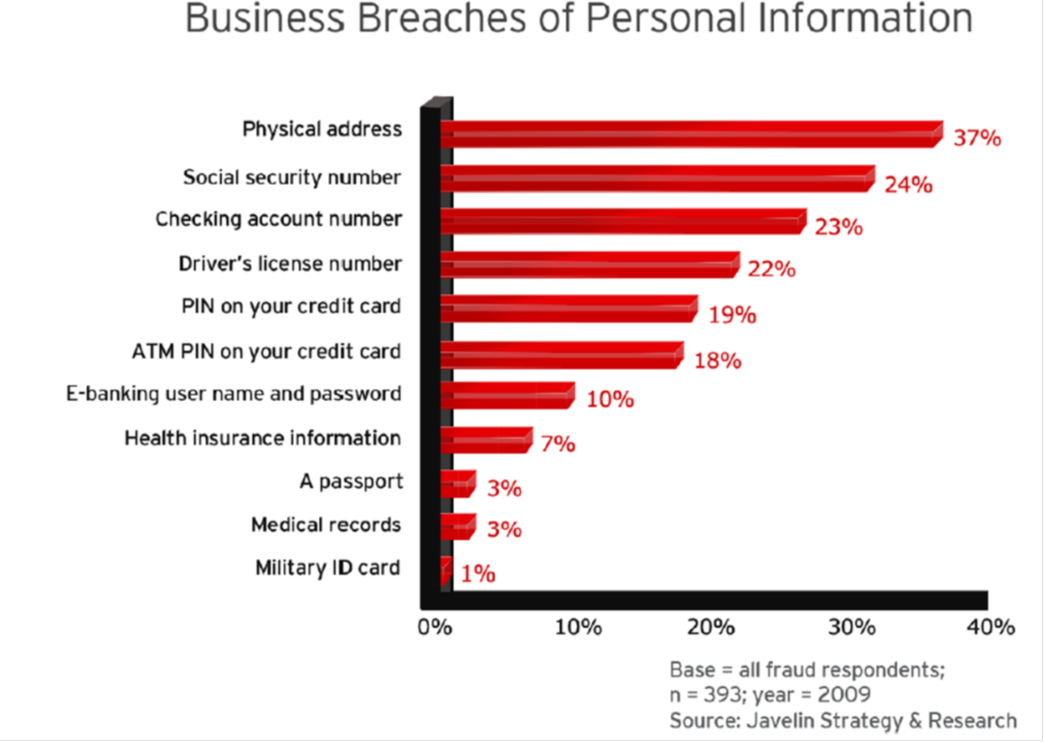 Business Breaches of Personal Information
Physical address 37%
Social security number 24%
Checking account number 23%
Driver's license number 22%
PIN on your credit card 19%
ATM PIN on your credit card 18%
E-banking user name and password 10%
Health insurance information 7%
A passport 3%
Medical records 3%
Military ID card 1%
0% 10% 20% 30% 40%
Base = all fraud respondents;
n = 393; year = 2009
Source: Javelin Strategy & Research